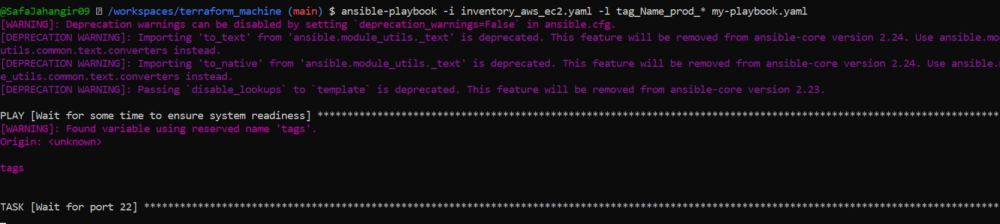 @SafaJahangir09 /workspaces/terraform_machine (main) $ ansible-playbook -i inventory_aws_ec2.yaml -l tag_Name_prod_* my-playbook.yaml
[WARNING]: Deprecation warnings can be disabled by setting `deprecation_warnings=False` in ansible.cfg.
[DEPRECATION WARNING]: Importing 'to_text' from 'ansible.module_utils._text' is deprecated. This feature will be removed from ansible-core version 2.24. Use ansible.mo
utils.common.text.converters instead.
[DEPRECATION WARNING]: Importing 'to_native' from 'ansible.module_utils._text' is deprecated. This feature will be removed from ansible-core version 2.24. Use ansible.
e_utils.common.text.converters instead.
[DEPRECATION WARNING]: Passing `disable_lookups` to `template` is deprecated. This feature will be removed from ansible-core version 2.23.
PLAY [Wait for some time to ensure system readiness] ******************************************************************************************************************
[WARNING]: Found variable using reserved name 'tags'.
Origin: <unknown>
tags
TASK [Wait for port 22] ***********************************************************************************************************************************************